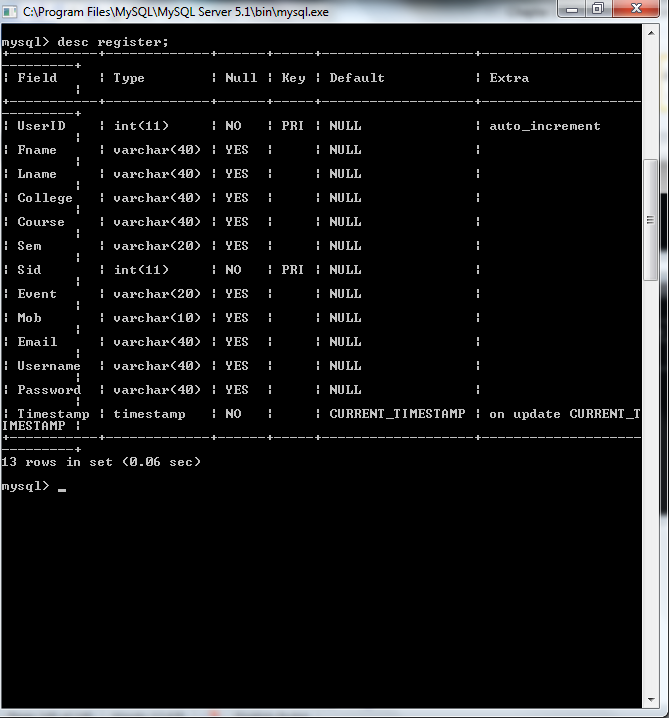 C:\Program Files\MySQL\MySQL Server 5.1\bin\mysql.exe
mysql> desc register;
+-----------+-------------+------+-----+-------------------+--------------------
---------+
| Field     | Type        | Null | Key | Default           | Extra
         |
+-----------+-------------+------+-----+-------------------+--------------------
---------+
| UserID    | int(11)     | NO   | PRI | NULL              | auto_increment
         |
| Fname     | varchar(40) | YES  |     | NULL              |
         |
| Lname     | varchar(40) | YES  |     | NULL              |
         |
| College   | varchar(40) | YES  |     | NULL              |
         |
| Course    | varchar(40) | YES  |     | NULL              |
         |
| Sem       | varchar(20) | YES  |     | NULL              |
         |
| Sid       | int(11)     | NO   | PRI | NULL              |
         |
| Event     | varchar(20) | YES  |     | NULL              |
         |
| Mob       | varchar(10) | YES  |     | NULL              |
         |
| Email     | varchar(40) | YES  |     | NULL              |
         |
| Username  | varchar(40) | YES  |     | NULL              |
         |
| Password  | varchar(40) | YES  |     | NULL              |
         |
| Timestamp | timestamp   | NO   |     | CURRENT_TIMESTAMP | on update CURRENT_T
IMESTAMP |
+-----------+-------------+------+-----+-------------------+--------------------
---------+
13 rows in set (0.06 sec)
mysql> _